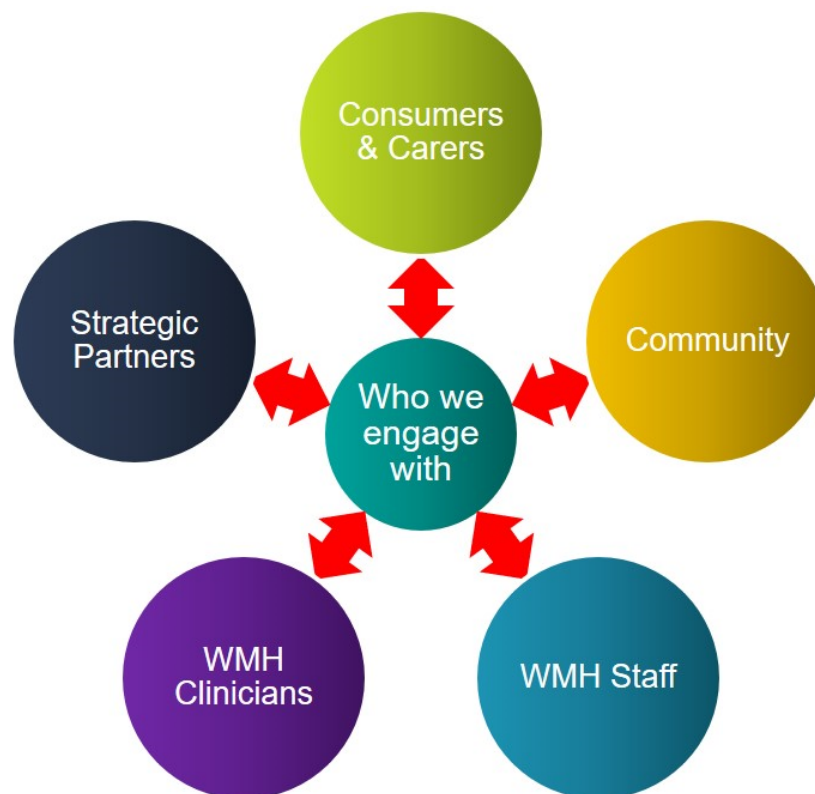 Consumers
& Carers
Strategic
Partners
Community
Who we
engage
with
WMH
Clinicians
WMH Staff